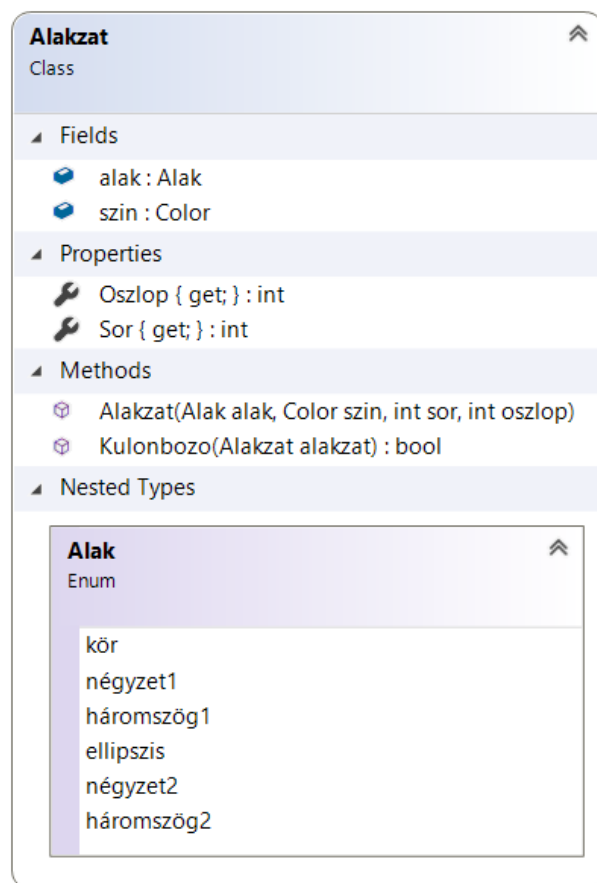 Alakzat
Class
Fields
alak : Alak
szin : Color
Properties
Oszlop { get; } : int
Sor { get; } : int
Methods
Alakzat(Alak alak, Color szin, int sor, int oszlop)
Kulonbozo(Alakzat alakzat) : bool
Nested Types
Alak
Enum
kör
négyzet1
háromszög1
ellipszis
négyzet2
háromszög2